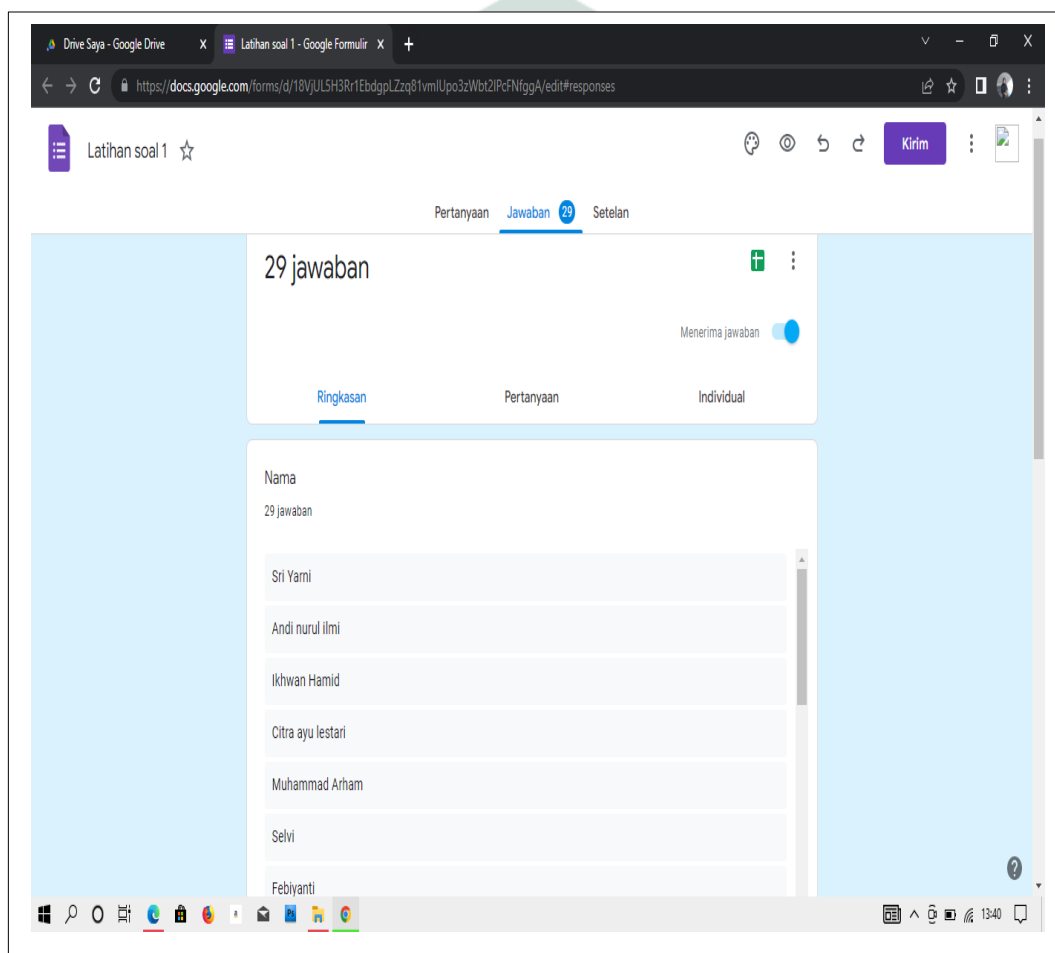 Drive Saya - Google Drive X Latihan soal 1 - Google Formulir X +
https://docs.google.com/forms/d/18VjUL5H3Rr1EbdgpLZzq81vmlUpo3zWbt2lPcFNfggA/edit#responses
Latihan soal 1 Kirim
Pertanyaan Jawaban 29 Setelan
29 jawaban
Menerima jawaban
Ringkasan Pertanyaan Individual
Nama
29 jawaban
Sri Yarni
Andi nurul ilmi
Ikhwan Hamid
Citra ayu lestari
Muhammad Arham
Selvi
Febiyanti
13:40